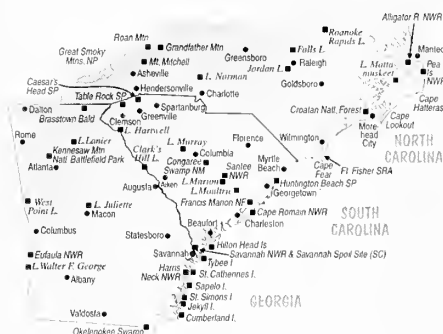 Alligator R. NWR
Roan Mtn
Grandfather Mtn
Roanoke
Rapids L.
Great Smoky
Mtns. NP
Mt. Mitchell
Greensboro
Falls L.
Manteo
Asheville
Jordan L.
Raleigh
L. Matta-
muskeet
Pea
Is
NWR
Caesar's
Head SP
Hendersonville
L. Norman
Goldsboro
Table Rock SP
Charlotte
Cape
Hatteras
Dalton
Spartanburg
Croatan Natl. Forest
Brasstown Bald
Clemson
Greenville
Cape
Lookout
L. Hartwell
More-
head
City
Rome
L. Lanier
Clark's
Hill L.
L. Murray
Florence
Wilmington
NORTH
CAROLINA
Kennesaw Mtn
Natl Battlefield Park
Columbia
Congaree
Swamp NM
Santee
NWR
Myrtle
Beach
Cape
Fear
Ft. Fisher SRA
Atlanta
Augusta
Aiken
L. Marion
L. Moultrie
Huntington Beach SP
Georgetown
West
Point L.
L. Juliette
Francis Marion NF
Macon
Cape Romain NWR
SOUTH
CAROLINA
Beaufort
Columbus
Statesboro
Charleston
Hilton Head Is
Eufaula NWR
Savannah
Savannah NWR & Savannah Spoil Site (SC)
L. Walter F. George
Tybee I.
Albany
Harris
Neck NWR
St. Cathennes I.
Sapelo I.
GEORGIA
Valdosta
St. Simons I
Jekyll I.
Okefenokee Swamp
Cumberland I.